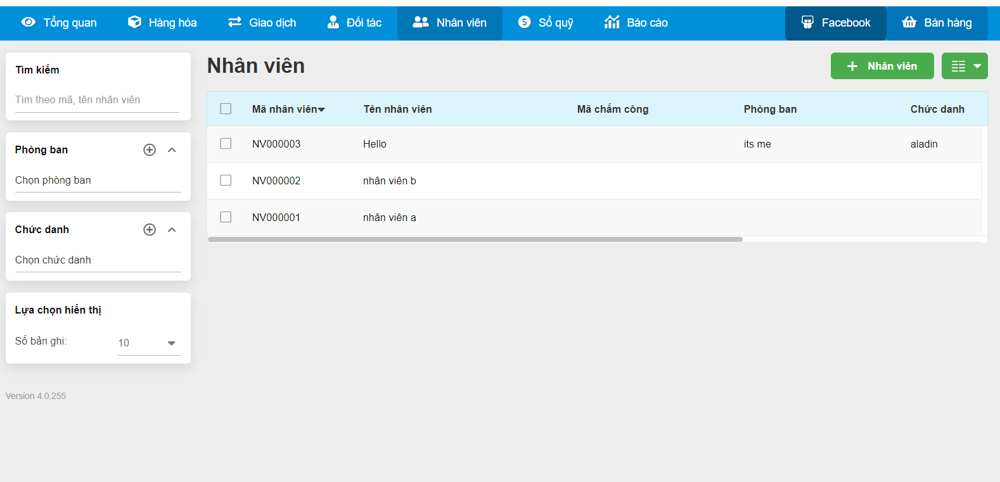 Tổng quan Hàng hóa Giao dịch Đối tác Nhân viên Sổ quỹ Báo cáo Facebook Bán hàng
Tìm kiếm
Tìm theo mã, tên nhân viên
Phòng ban
Chọn phòng ban
Chức danh
Chọn chức danh
Lựa chọn hiển thị
Số bản ghi: 10
Version 4.0.255
Nhân viên
Nhân viên
Mã nhân viên Tên nhân viên Mã chấm công Phòng ban Chức danh
NV000003 Hello its me aladin
NV000002 nhân viên b
NV000001 nhân viên a